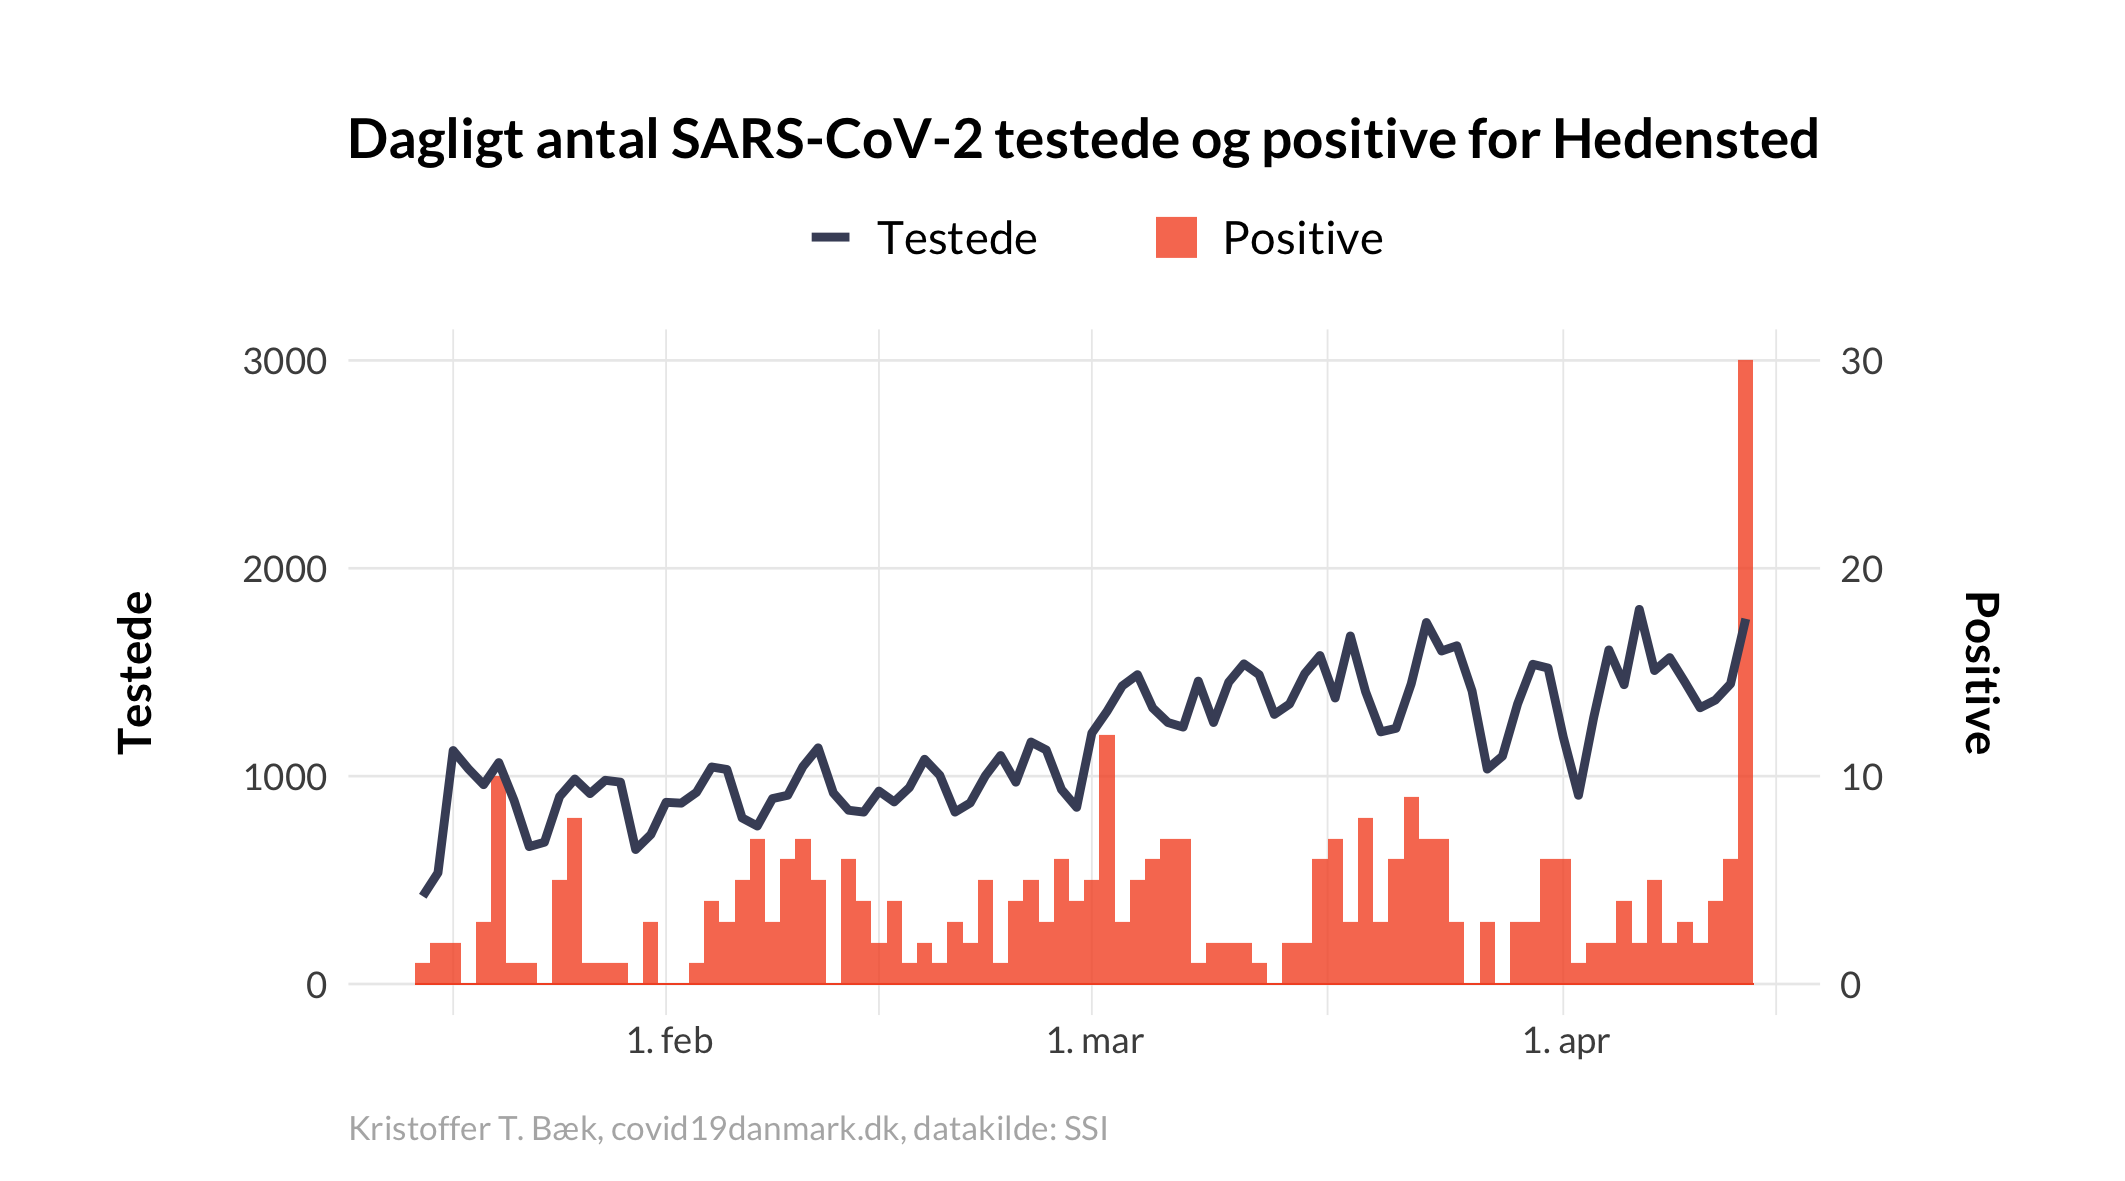 Dagligt antal SARS-CoV-2 testede og positive for Hedensted
Testede
Positive
3000
2000
1000
0
30
20
10
0
Testede
Positive
1. feb
1. mar
1. apr
Kristoffer T. Bæk, covid19danmark.dk, datakilde: SSI